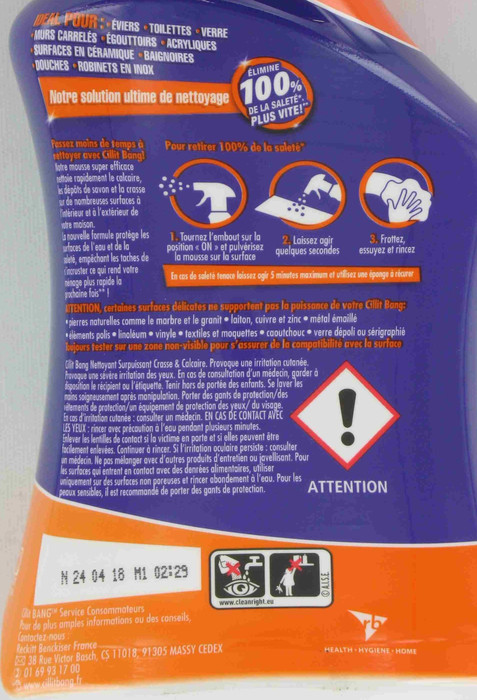 IDÉAL POUR : • ÉVIERS • TOILETTES • VERRE
• MURS CARRELÉS • ÉGOUTTOIRS • ACRYLIQUES
• SURFACES EN CÉRAMIQUE • BAIGNOIRES
• DOUCHES • ROBINETS EN INOX
ÉLIMINE
100%
DE LA SALETÉ*,
PLUS VITE!**
Notre solution ultime de nettoyage
Passez moins de temps à
nettoyer avec Cillit Bang!
Notre mousse super efficace
nettoie rapidement le calcaire,
les dépôts de savon et la crasse
sur de nombreuses surfaces à
l'intérieur et à l'extérieur de
votre maison.
La nouvelle formule protège les
surfaces de l'eau et de la
saleté, empêchant les taches de
s'incruster ce qui rend votre
ménage plus rapide la
prochaine fois** !
Pour retirer 100% de la saleté*
1. Tournez l'embout sur la
position « ON » et pulvérisez
la mousse sur la surface
2. Laissez agir
quelques secondes
3. Frottez,
essuyez et rincez
En cas de saleté tenace laissez agir 5 minutes maximum et utilisez une éponge à récurer
ATTENTION, certaines surfaces délicates ne supportent pas la puissance de votre Cillit Bang:
• pierres naturelles comme le marbre et le granit • laiton, cuivre et zinc • métal émaillé
• éléments polis • linoléum • vinyle • textiles et moquettes • caoutchouc • verre dépoli ou sérigraphié
Toujours tester sur une zone non-visible pour s'assurer de la compatibilité avec la surface
Cillit Bang Nettoyant Surpuissant Crasse & Calcaire. Provoque une irritation cutanée.
Provoque une sévère irritation des yeux. En cas de consultation d'un médecin, garder à
disposition le récipient ou l'étiquette. Tenir hors de portée des enfants. Se laver les
mains soigneusement après manipulation. Porter des gants de protection/des
vêtements de protection/un équipement de protection des yeux/ du visage.
En cas d'irritation cutanée : consulter un médecin. EN CAS DE CONTACT AVEC
LES YEUX : rincer avec précaution à l'eau pendant plusieurs minutes.
Enlever les lentilles de contact si la victime en porte et si elles peuvent être
facilement enlevées. Continuer à rincer. Si l'irritation oculaire persiste : consulter
un médecin. Ne pas mélanger avec d'autres produits d'entretien ou javellisant. Pour
les surfaces qui entrent en contact avec des denrées alimentaires, utiliser
uniquement sur des surfaces non poreuses et rincer abondamment à l'eau. Pour les
peaux sensibles, il est recommandé de porter des gants de protection.
ATTENTION
N 24 04 18 M1 02:29
www.cleanright.eu
©A.I.S.E.
Cillit BANG™ Service Consommateurs
Pour de plus amples informations ou des conseils,
Contactez-nous :
Reckitt Benckiser France
38 Rue Victor Basch, CS 11018, 91305 MASSY CEDEX
01 69 93 17 00
www.cillitbang.fr
rb
HEALTH • HYGIENE • HOME